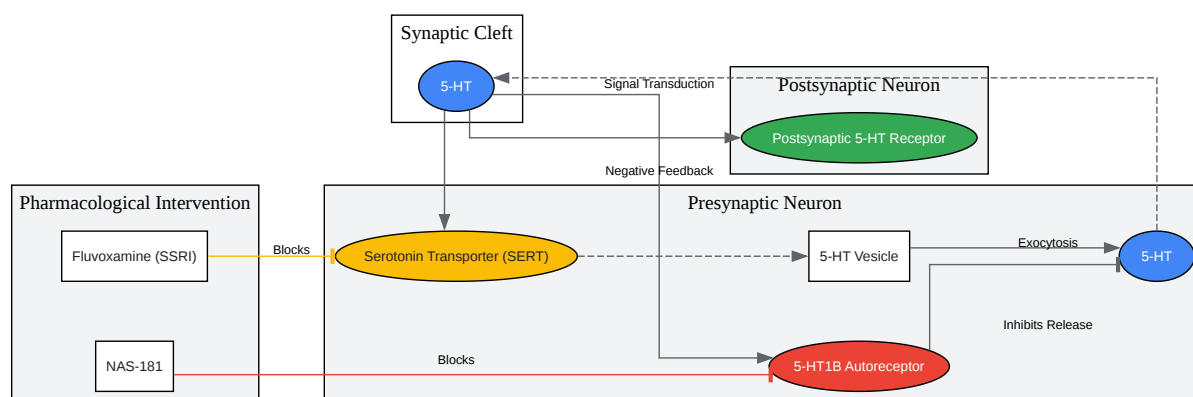 Synaptic Cleft
5-HT
Signal Transduction
Postsynaptic Neuron
Postsynaptic 5-HT Receptor
Negative Feedback
Pharmacological Intervention
Presynaptic Neuron
Fluvoxamine (SSRI)
Blocks
Serotonin Transporter (SERT)
5-HT Vesicle
Exocytosis
5-HT
Inhibits Release
NAS-181
Blocks
5-HT1B Autoreceptor